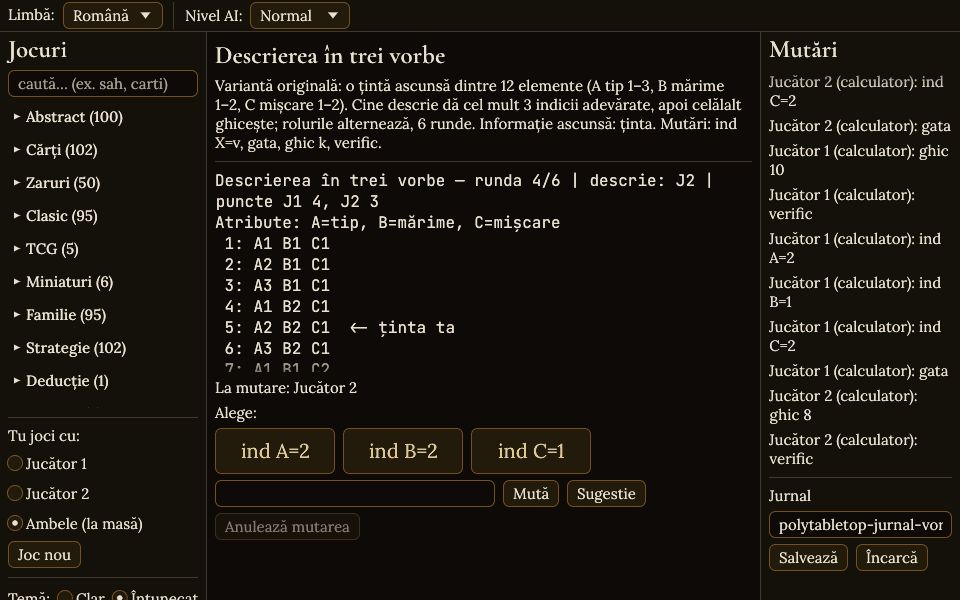 Limbă: Română ▼ Nivel AI: Normal ▼
Jocuri
caută... (ex. sah, carti)
▸ Abstract (100)
▸ Cărți (102)
▸ Zaruri (50)
▸ Clasic (95)
▸ TCG (5)
▸ Miniaturi (6)
▸ Familie (95)
▸ Strategie (102)
▸ Deducție (1)
Tu joci cu:
Jucător 1
Jucător 2
Ambele (la masă)
Joc nou
Temă: Clar Întunecat
Descrierea în trei vorbe
Variantă originală: o țintă ascunsă dintre 12 elemente (A tip 1–3, B mărime
1–2, C mișcare 1–2). Cine descrie dă cel mult 3 indicii adevărate, apoi celălalt
ghicește; rolurile alternează, 6 runde. Informație ascunsă: ținta. Mutări: ind
X=v, gata, ghic k, verific.
Descrierea în trei vorbe — runda 4/6 | descrie: J2 |
puncte J1 4, J2 3
Atribute: A=tip, B=mărime, C=mișcare
1: A1 B1 C1
2: A2 B1 C1
3: A3 B1 C1
4: A1 B2 C1
5: A2 B2 C1 <— ținta ta
6: A3 B2 C1
7: A1 B1 C2
La mutare: Jucător 2
Alege:
ind A=2 ind B=2 ind C=1
Mută Sugestie
Anulează mutarea
Mutări
Jucător 2 (calculator): ind
C=2
Jucător 2 (calculator): gata
Jucător 1 (calculator): ghic
10
Jucător 1 (calculator):
verific
Jucător 1 (calculator): ind
A=2
Jucător 1 (calculator): ind
B=1
Jucător 1 (calculator): ind
C=2
Jucător 1 (calculator): gata
Jucător 2 (calculator):
ghic 8
Jucător 2 (calculator):
verific
Jurnal
polytabletop-jurnal-vor
Salvează Încarcă